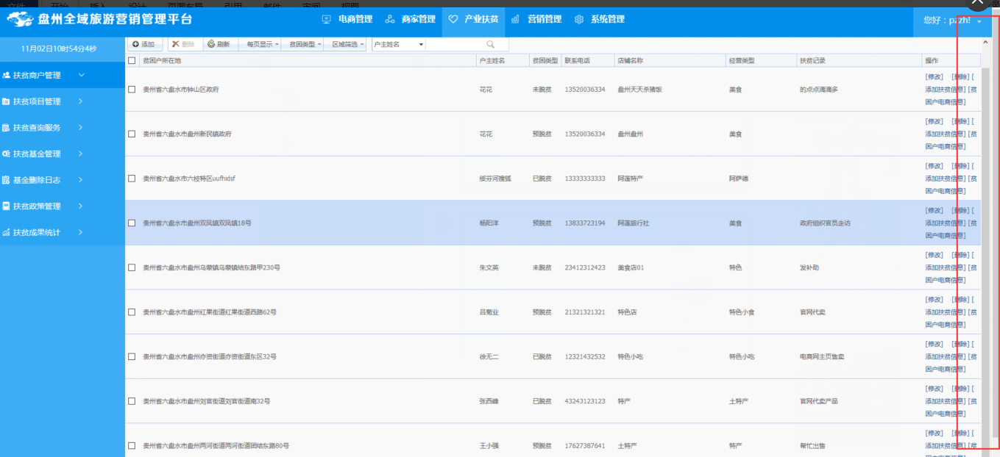 文件 开始 插入 设计 页面布局 引用 邮件 审阅 视图
盘州全域旅游营销管理平台
电商管理 商家管理 产业扶贫 营销管理 系统管理
您好：pzzh!
11月02日10时54分4秒
添加 删除 刷新 每页显示 贫困类型 区域筛选 户主姓名
扶贫商户管理
扶贫项目管理
扶贫查询服务
扶贫基金管理
基金删除日志
扶贫政策管理
扶贫成果统计
贫困户所在地 户主姓名 贫困类型 联系电话 店铺名称 经营类型 扶贫记录 操作
贵州省六盘水市钟山区政府 花花 未脱贫 13520036334 盘州天天杀猪饭 美食 的点点滴滴多
[修改] [删除] [
添加扶贫信息] [贫
困户电商信息]
贵州省六盘水市盘州新民镇政府 花花 预脱贫 13520036334 盘州盘州 美食
[修改] [删除] [
添加扶贫信息] [贫
困户电商信息]
贵州省六盘水市六枝特区uufhidsf 绥芬河搜狐 已脱贫 13333333333 阿莲特产 阿萨德
[修改] [删除] [
添加扶贫信息] [贫
困户电商信息]
贵州省六盘水市盘州双凤镇双凤镇18号 杨阳洋 预脱贫 13833723194 阿莲旅行社 美食 政府组织官员走访
[修改] [删除] [
添加扶贫信息] [贫
困户电商信息]
贵州省六盘水市盘州乌蒙镇乌蒙镇结东路甲230号 朱文英 未脱贫 23412312423 美食店01 特色 发补助
[修改] [删除] [
添加扶贫信息] [贫
困户电商信息]
贵州省六盘水市盘州红果街道红果街道西路62号 吕菊业 预脱贫 21321321321 特色店 特色小食 官网代卖
[修改] [删除] [
添加扶贫信息] [贫
困户电商信息]
贵州省六盘水市盘州亦资街道亦资街道东区32号 徐无二 已脱贫 12321432532 特色小吃 特色小吃 电商网主页售卖
[修改] [删除] [
添加扶贫信息] [贫
困户电商信息]
贵州省六盘水市盘州刘官街道刘官街道南32号 张西峰 已脱贫 43243123123 特产 土特产 官网代卖产品
[修改] [删除] [
添加扶贫信息] [贫
困户电商信息]
贵州省六盘水市盘州两河街道两河街道团结东路80号 王小强 预脱贫 17627387641 土特产 特产 帮忙出售
[修改] [删除] [
添加扶贫信息] [贫
困户电商信息]